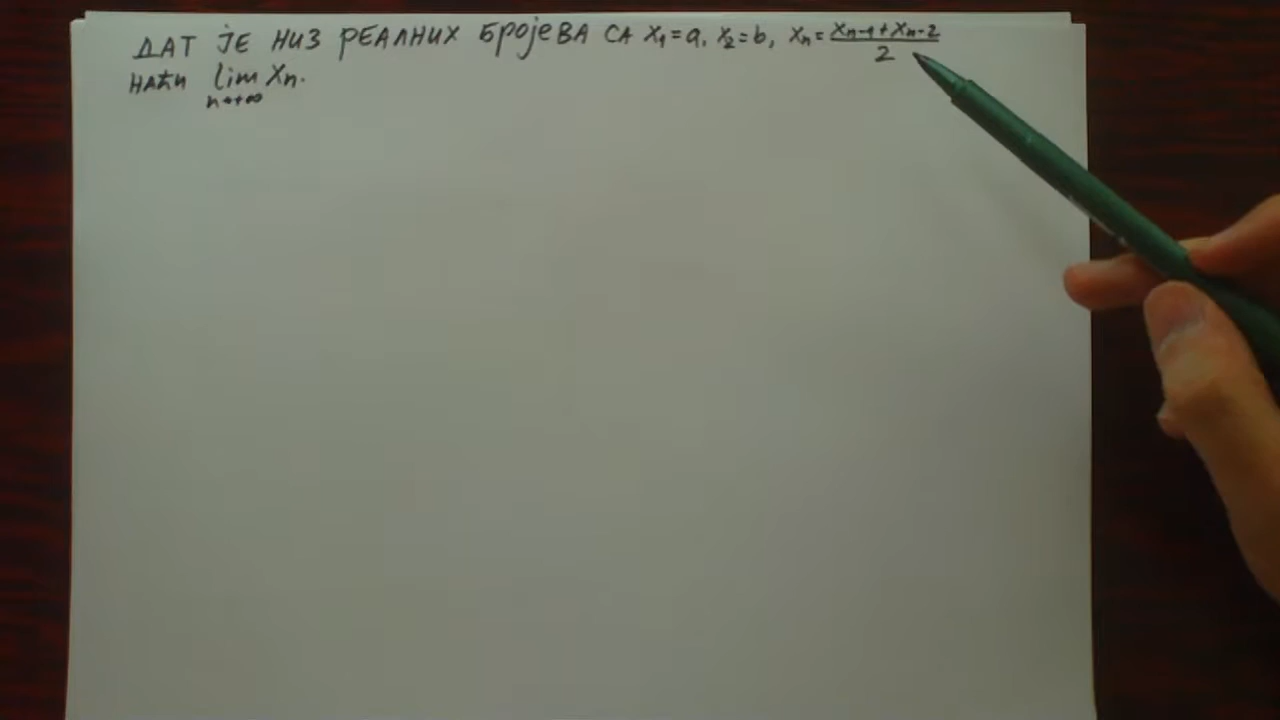 ДАТ ЈЕ НИЗ РЕАЛНИХ БРОЈЕВА СА x₁=a, x₂=b, xₙ=(xₙ₋₁+xₙ₋₂)/2
НАЋИ lim xₙ.
n→+∞